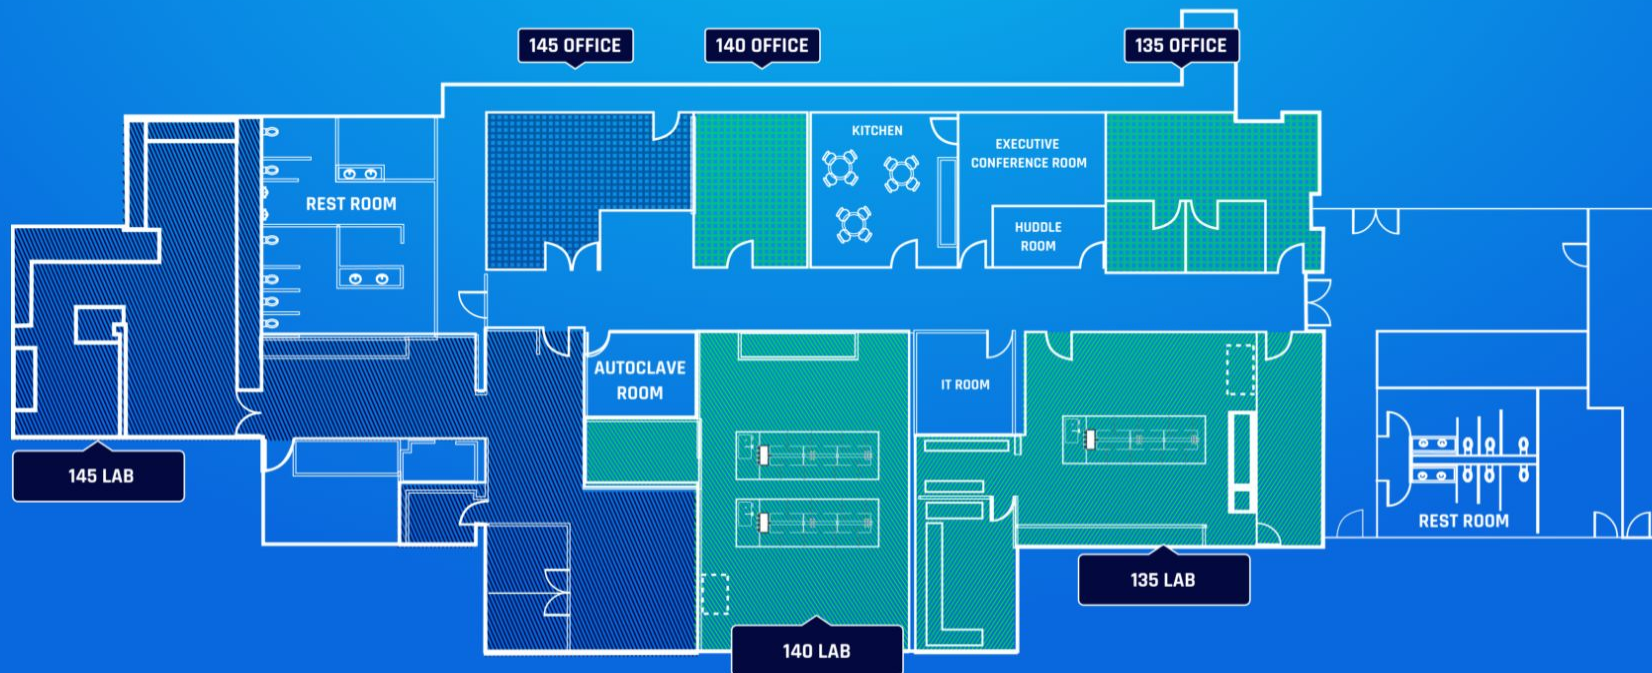 145 OFFICE
140 OFFICE
135 OFFICE
KITCHEN
EXECUTIVE
CONFERENCE ROOM
REST ROOM
HUDDLE
ROOM
AUTOCLAVE
ROOM
IT ROOM
145 LAB
REST ROOM
135 LAB
140 LAB